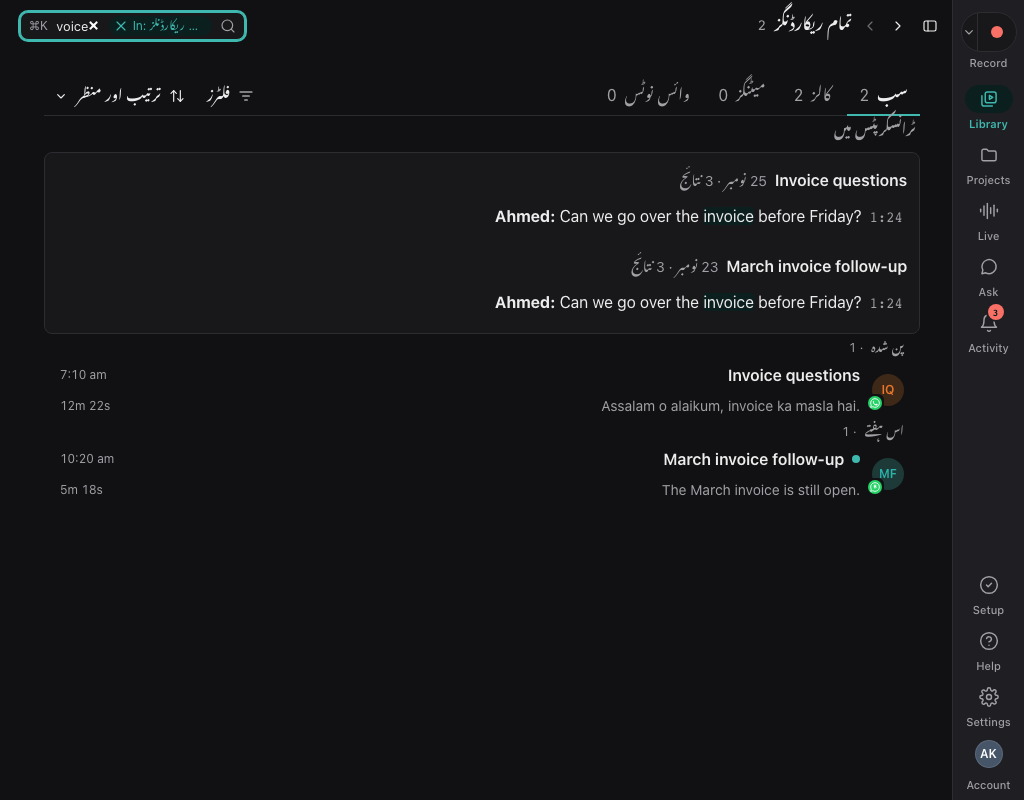 تمام ریکارڈنگز 2
In: ریکارڈنگز ...
voice
⌘K
سب 2
کالز 2
میٹنگز 0
وائس نوٹس 0
فلٹرز
ترتیب اور منظر
ٹرانسکرپٹس میں
Invoice questions 25 نومبر · 3 نتائج
Ahmed: Can we go over the invoice before Friday? 1:24
March invoice follow-up 23 نومبر · 3 نتائج
Ahmed: Can we go over the invoice before Friday? 1:24
پن شدہ · 1
IQ
Invoice questions
7:10 am
Assalam o alaikum, invoice ka masla hai.
12m 22s
اس ہفتے · 1
MF
March invoice follow-up
10:20 am
The March invoice is still open.
5m 18s
Record
Library
Projects
Live
Ask
3
Activity
Setup
Help
Settings
AK
Account